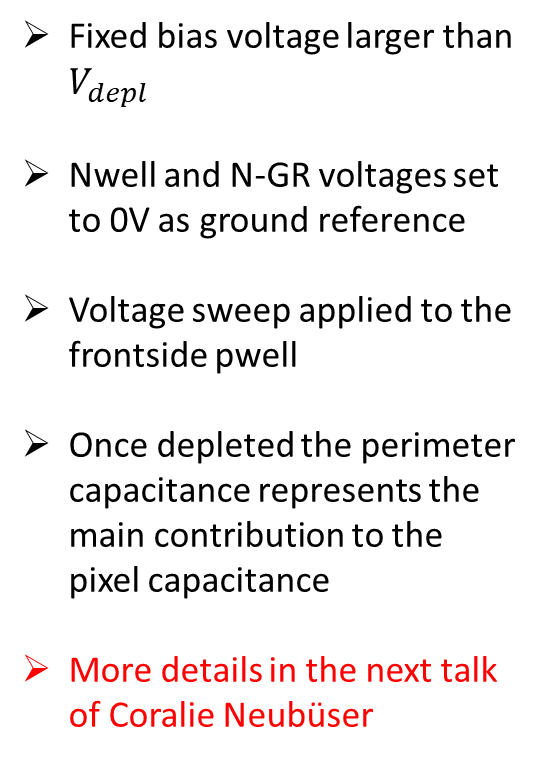 ➢ Fixed bias voltage larger than
V_depl
➢ Nwell and N-GR voltages set
to 0V as ground reference
➢ Voltage sweep applied to the
frontside pwell
➢ Once depleted the perimeter
capacitance represents the
main contribution to the
pixel capacitance
➢ More details in the next talk
of Coralie Neubüser